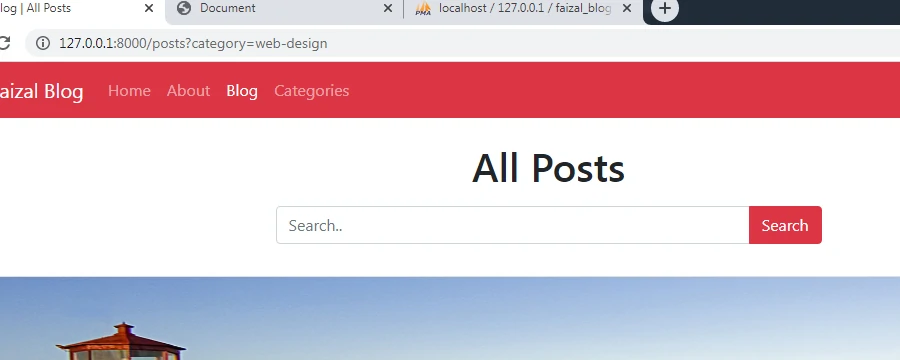 log | All Posts
Document
PMA
localhost / 127.0.0.1 / faizal_blog
127.0.0.1:8000/posts?category=web-design
aizal Blog Home About Blog Categories
All Posts
Search.. Search